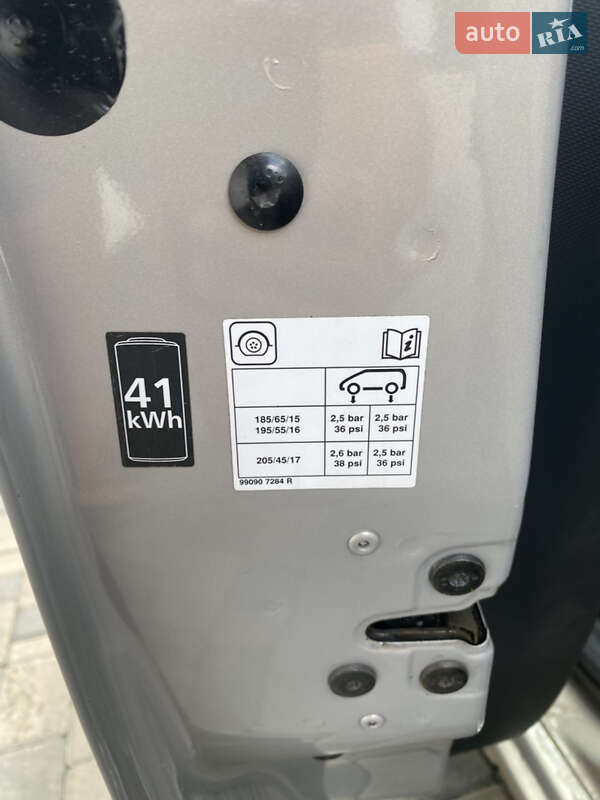 auto RIA.com
41
kWh
i
185/65/15
195/55/16
2,5 bar 2,5 bar
36 psi 36 psi
205/45/17
2,6 bar 2,5 bar
38 psi 36 psi
99090 7284 R